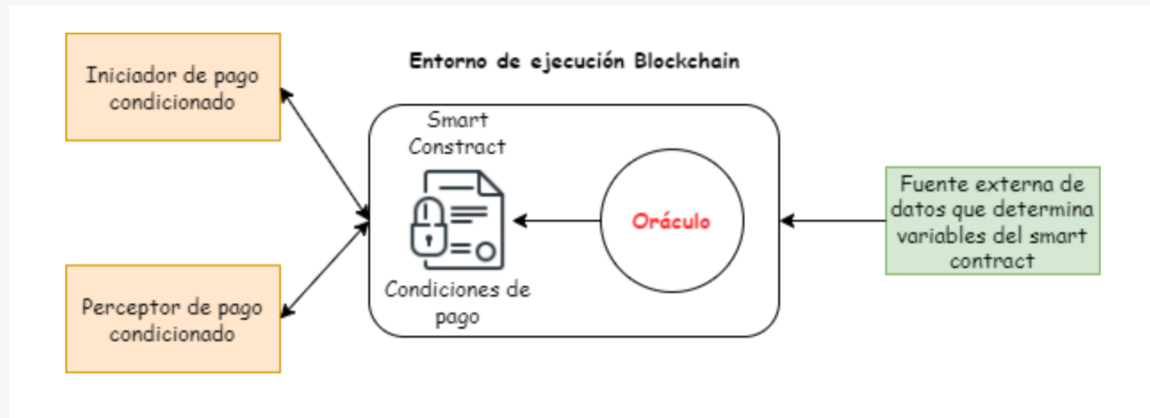 Iniciador de pago
condicionado
Entorno de ejecución Blockchain
Smart
Constract
Condiciones de
pago
Oráculo
Fuente externa de
datos que determina
variables del smart
contract
Perceptor de pago
condicionado